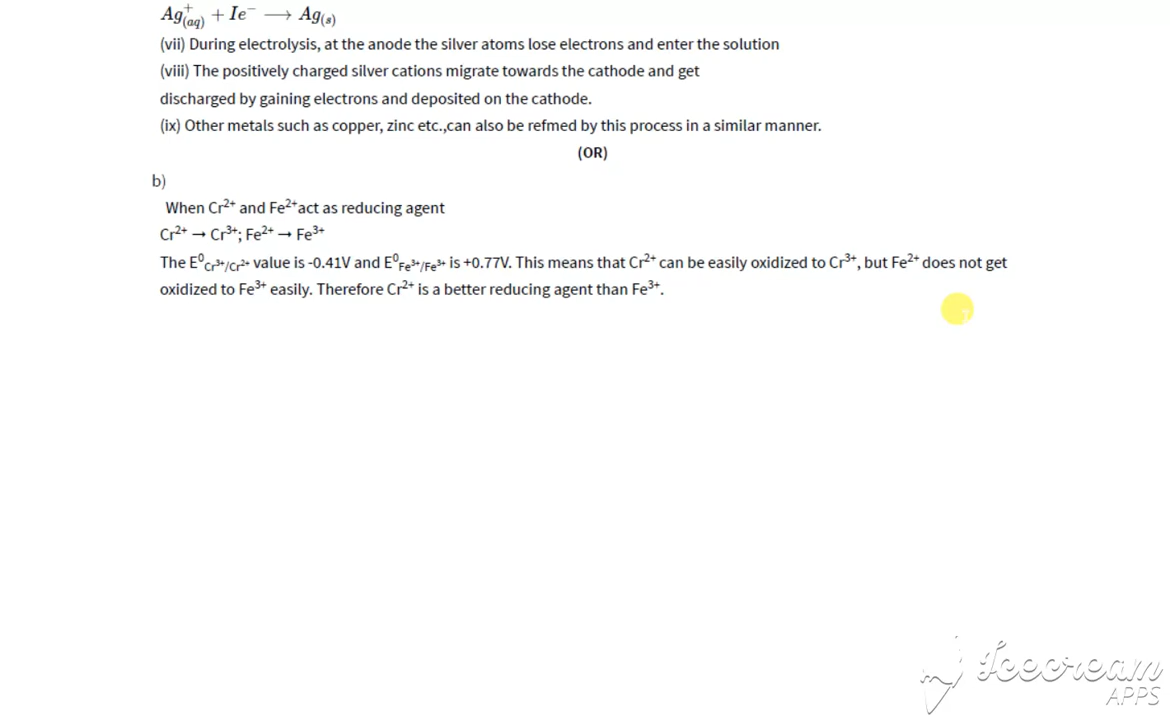 Ag⁺(aq) + Ie⁻ ⟶ Ag(s)
(vii) During electrolysis, at the anode the silver atoms lose electrons and enter the solution
(viii) The positively charged silver cations migrate towards the cathode and get
discharged by gaining electrons and deposited on the cathode.
(ix) Other metals such as copper, zinc etc.,can also be refmed by this process in a similar manner.
(OR)
b)
When Cr²⁺ and Fe²⁺act as reducing agent
Cr²⁺ → Cr³⁺; Fe²⁺ → Fe³⁺
The E⁰Cr³⁺/Cr²⁺ value is -0.41V and E⁰Fe³⁺/Fe³⁺ is +0.77V. This means that Cr²⁺ can be easily oxidized to Cr³⁺, but Fe²⁺ does not get
oxidized to Fe³⁺ easily. Therefore Cr²⁺ is a better reducing agent than Fe³⁺.
Icecream
APPS